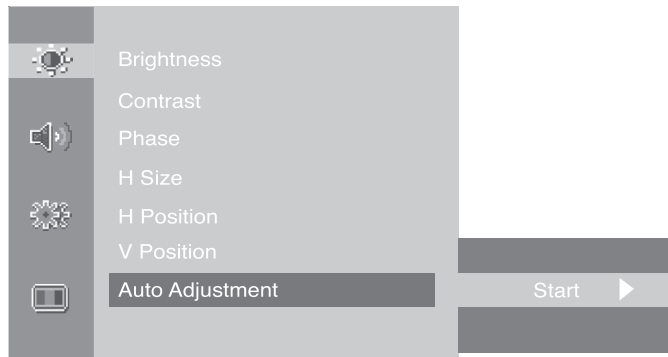 Brightness
Contrast
Phase
H Size
H Position
V Position
Auto Adjustment
Start